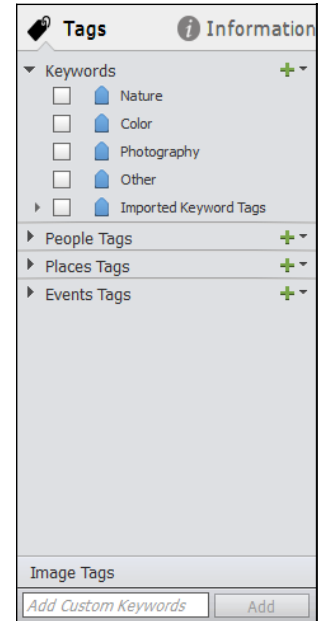 Tags Information
Keywords
Nature
Color
Photography
Other
Imported Keyword Tags
People Tags
Places Tags
Events Tags
Image Tags
Add Custom Keywords Add